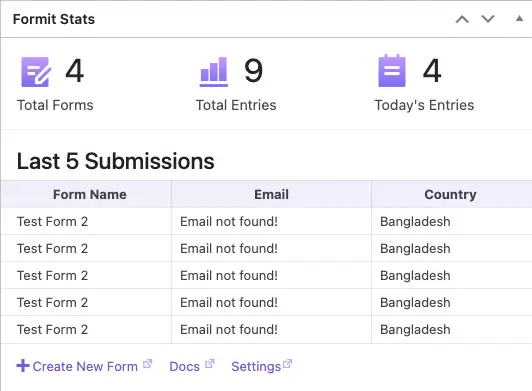 Formit Stats
4 9 4
Total Forms Total Entries Today's Entries
Last 5 Submissions
Form Name Email Country
Test Form 2 Email not found! Bangladesh
Test Form 2 Email not found! Bangladesh
Test Form 2 Email not found! Bangladesh
Test Form 2 Email not found! Bangladesh
Test Form 2 Email not found! Bangladesh
Create New Form Docs Settings